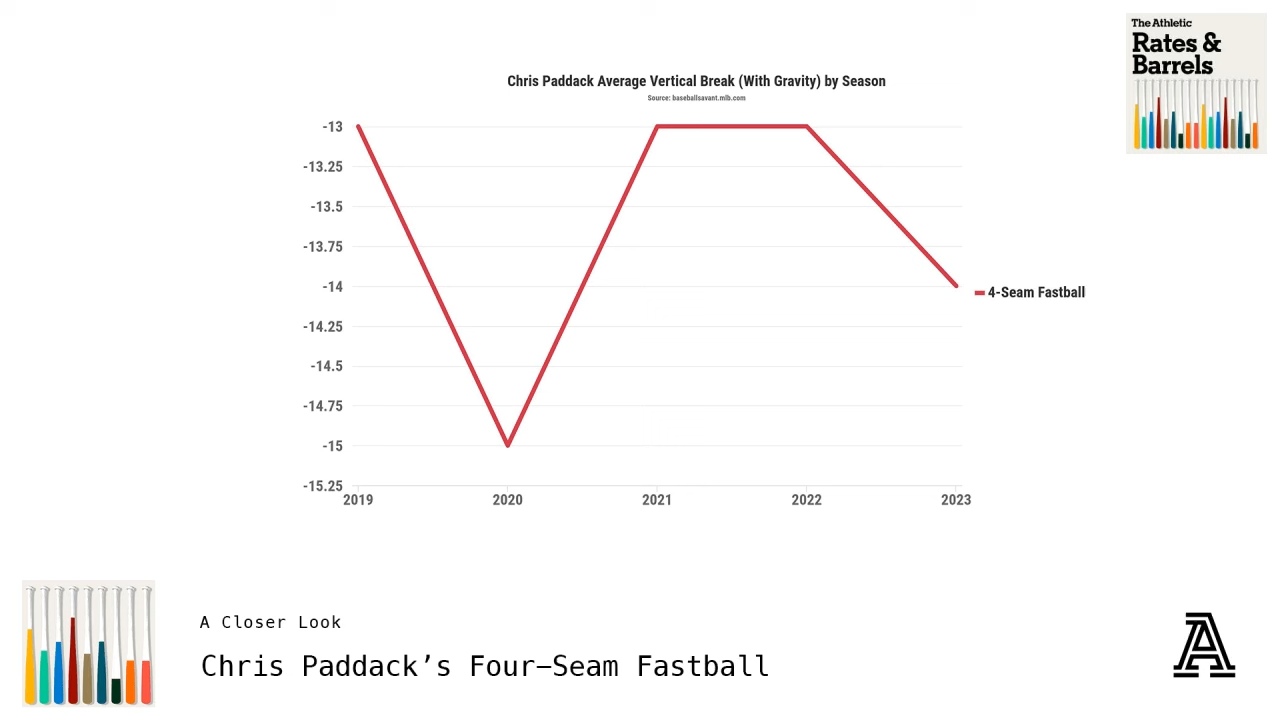 The Athletic
Rates &
Barrels
Chris Paddack Average Vertical Break (With Gravity) by Season
Source: baseballsavant.mlb.com
-13
-13.25
-13.5
-13.75
-14
-14.25
-14.5
-14.75
-15
-15.25
2019 2020 2021 2022 2023
4-Seam Fastball
A Closer Look
Chris Paddack’s Four–Seam Fastball
A